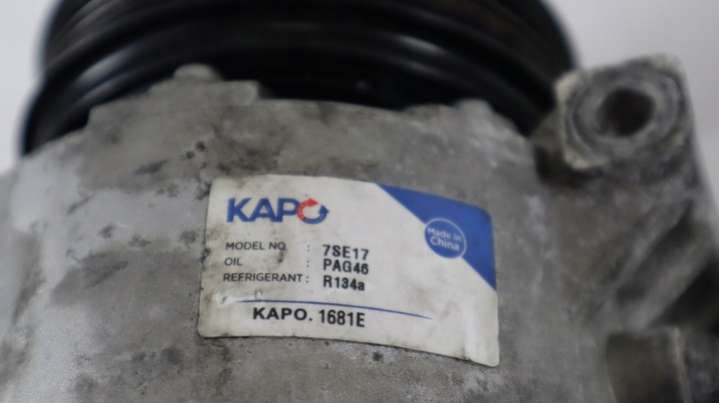 KAPO
Made in
China
MODEL NO. : 7SE17
OIL : PAG46
REFRIGERANT : R134a
KAPO. 1681E